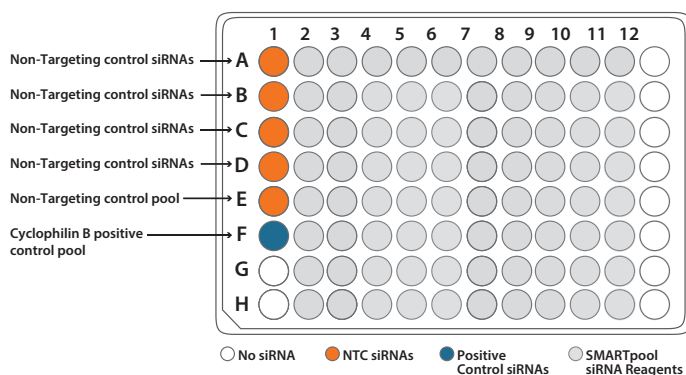 1 2 3 4 5 6 7 8 9 10 11 12
Non-Targeting control siRNAs A
Non-Targeting control siRNAs B
Non-Targeting control siRNAs C
Non-Targeting control siRNAs D
Non-Targeting control pool E
Cyclophilin B positive F
control pool
G
H
No siRNA NTC siRNAs Positive SMARTpool
Control siRNAs siRNA Reagents